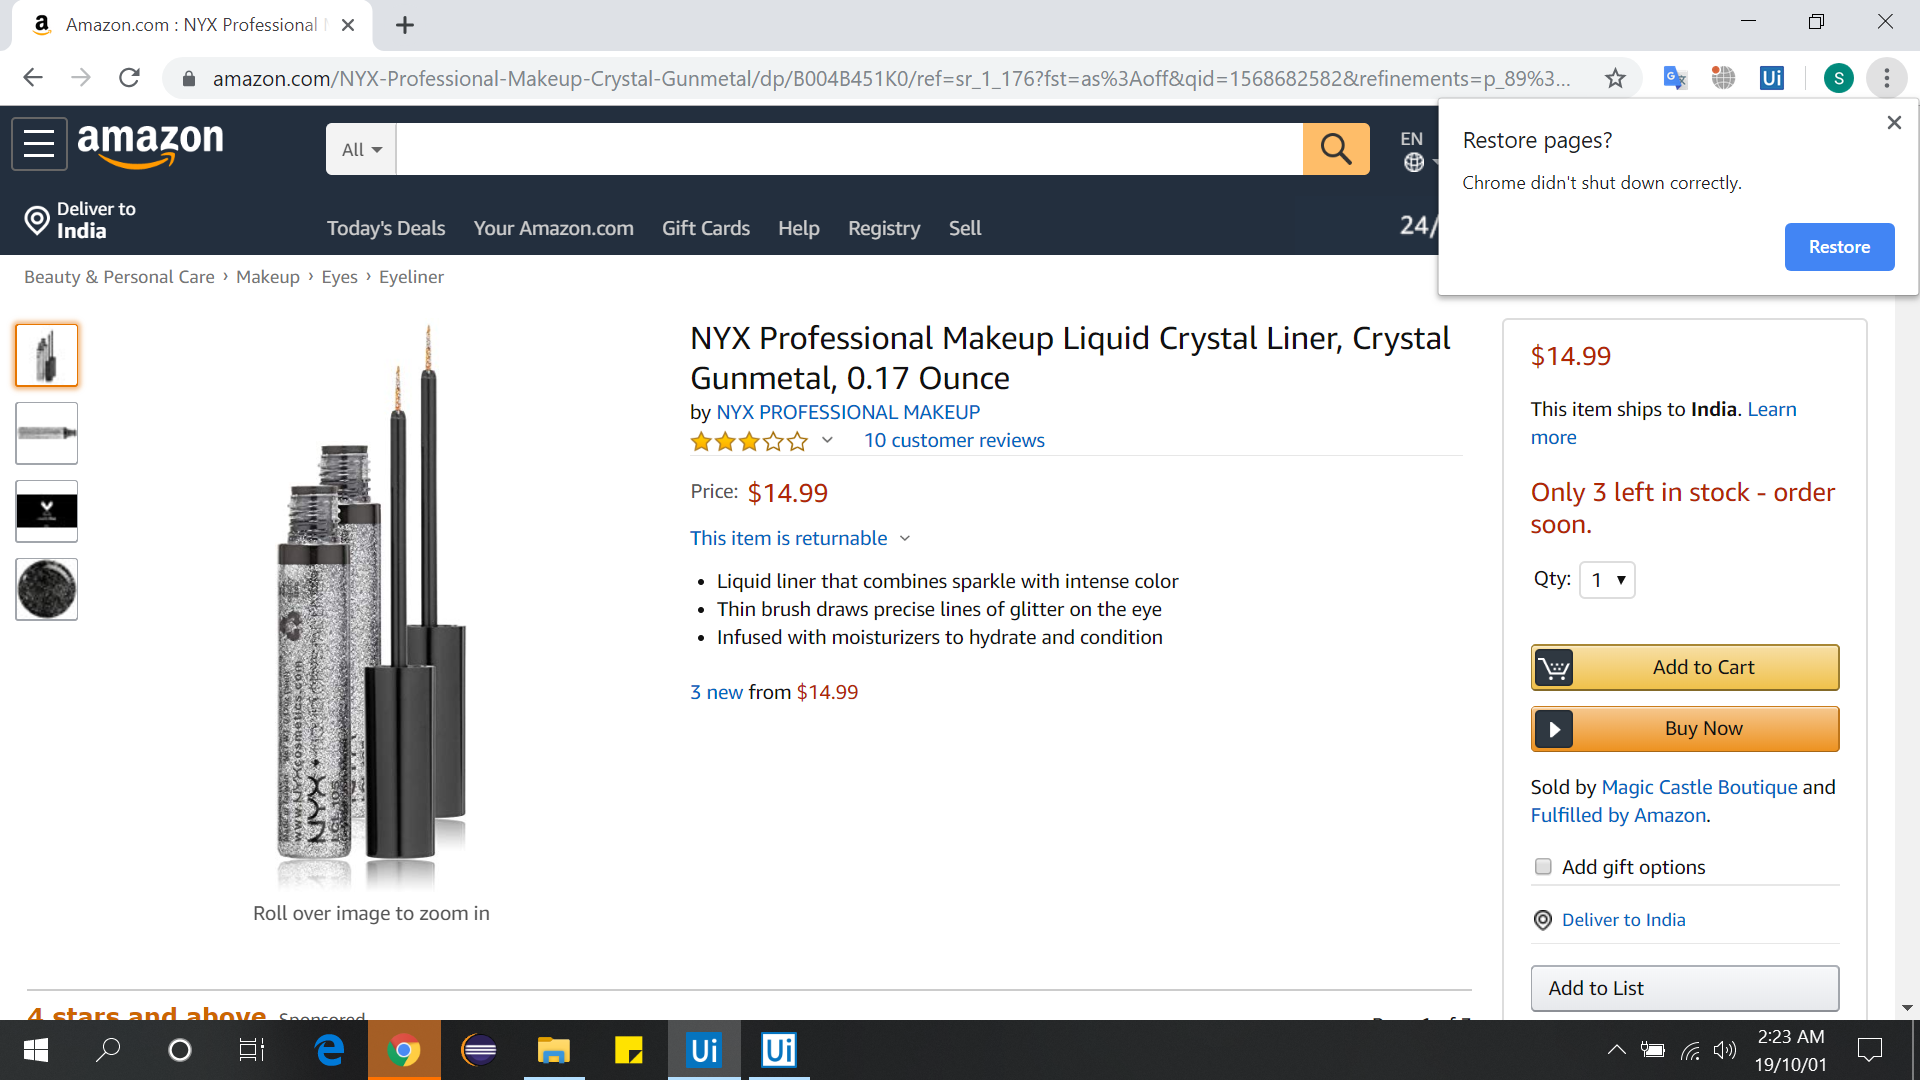 Amazon.com : NYX Professional
amazon.com/NYX-Professional-Makeup-Crystal-Gunmetal/dp/B004B451K0/ref=sr_1_176?fst=as%3Aoff&qid=1568682582&refinements=p_89%3...
S
Restore pages?
Chrome didn't shut down correctly.
Restore
amazon
All
EN
Deliver to
India
Today's Deals
Your Amazon.com
Gift Cards
Help
Registry
Sell
24/
Beauty & Personal Care › Makeup › Eyes › Eyeliner
NYX Professional Makeup Liquid Crystal Liner, Crystal
Gunmetal, 0.17 Ounce
by NYX PROFESSIONAL MAKEUP
10 customer reviews
Price: $14.99
This item is returnable
• Liquid liner that combines sparkle with intense color
• Thin brush draws precise lines of glitter on the eye
• Infused with moisturizers to hydrate and condition
3 new from $14.99
www.NYXcosmetics.com
NYX
Roll over image to zoom in
$14.99
This item ships to India. Learn
more
Only 3 left in stock - order
soon.
Qty: 1
Add to Cart
Buy Now
Sold by Magic Castle Boutique and
Fulfilled by Amazon.
Add gift options
Deliver to India
Add to List
4 stars and above Sponsored
Ui
Ui
Ui
2:23 AM
19/10/01